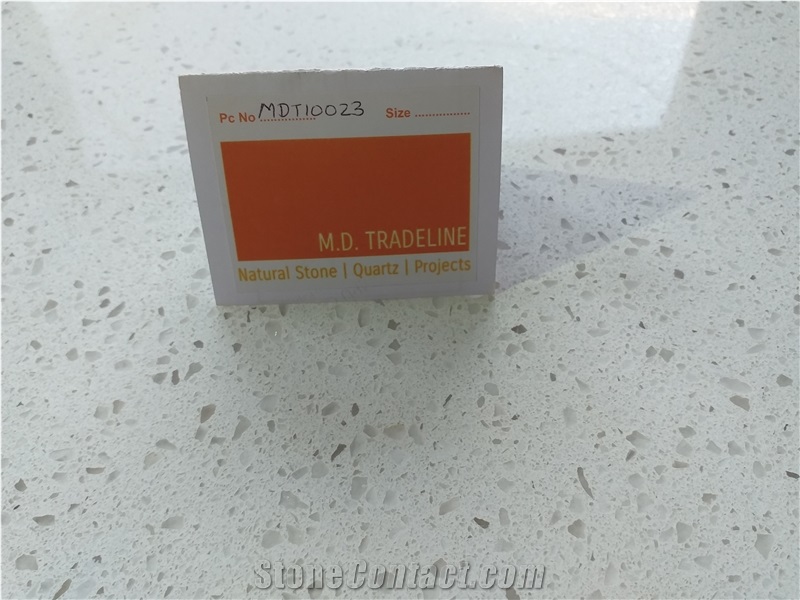 Pc No MDT10023 Size ................
M.D. TRADELINE
Natural Stone | Quartz | Projects
StoneContact.com